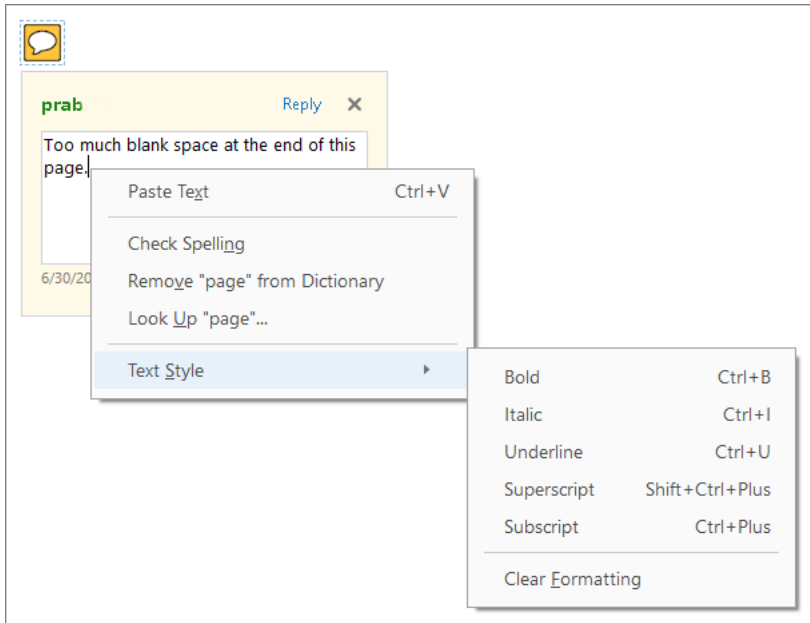 prab Reply
Too much blank space at the end of this
page.
6/30/20
Paste Text Ctrl+V
Check Spelling
Remove "page" from Dictionary
Look Up "page"...
Text Style
Bold Ctrl+B
Italic Ctrl+I
Underline Ctrl+U
Superscript Shift+Ctrl+Plus
Subscript Ctrl+Plus
Clear Formatting